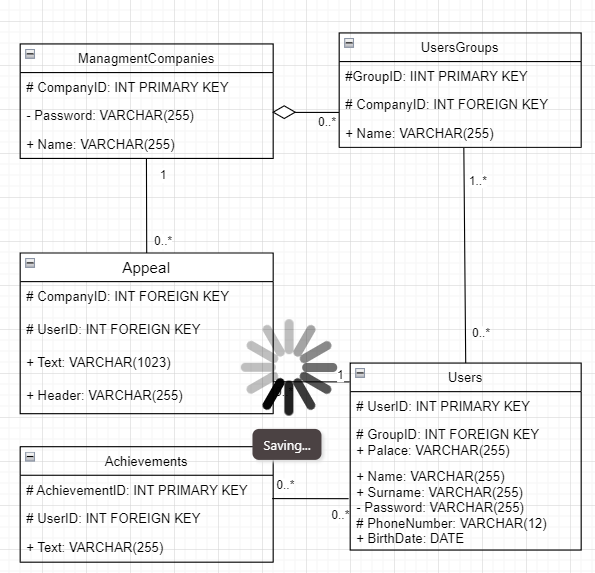 ManagmentCompanies
# CompanyID: INT PRIMARY KEY
- Password: VARCHAR(255)
+ Name: VARCHAR(255)
UsersGroups
#GroupID: IINT PRIMARY KEY
# CompanyID: INT FOREIGN KEY
+ Name: VARCHAR(255)
0..*
1
0..*
1..*
0..*
Appeal
# CompanyID: INT FOREIGN KEY
# UserID: INT FOREIGN KEY
+ Text: VARCHAR(1023)
+ Header: VARCHAR(255)
1
Saving...
Users
# UserID: INT PRIMARY KEY
# GroupID: INT FOREIGN KEY
+ Palace: VARCHAR(255)
+ Name: VARCHAR(255)
+ Surname: VARCHAR(255)
- Password: VARCHAR(255)
# PhoneNumber: VARCHAR(12)
+ BirthDate: DATE
Achievements
# AchievementID: INT PRIMARY KEY
# UserID: INT FOREIGN KEY
+ Text: VARCHAR(255)
0..*
0..*